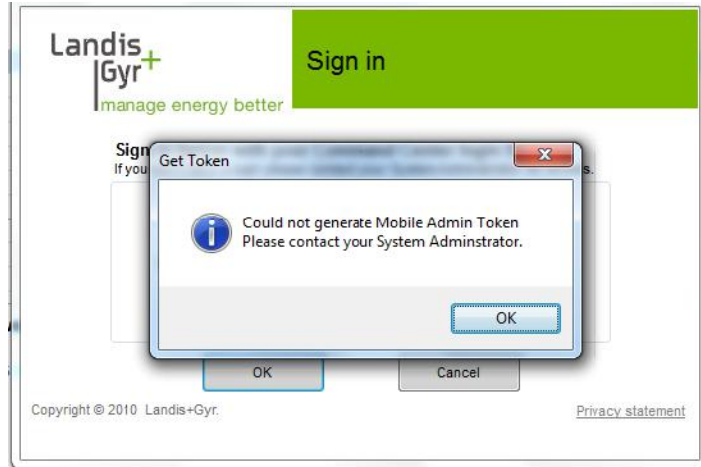 Landis+
|Gyr
manage energy better
Sign in
Sign
If you
s.
Get Token
Could not generate Mobile Admin Token
Please contact your System Adminstrator.
OK
OK
Cancel
Copyright © 2010 Landis+Gyr.
Privacy statement